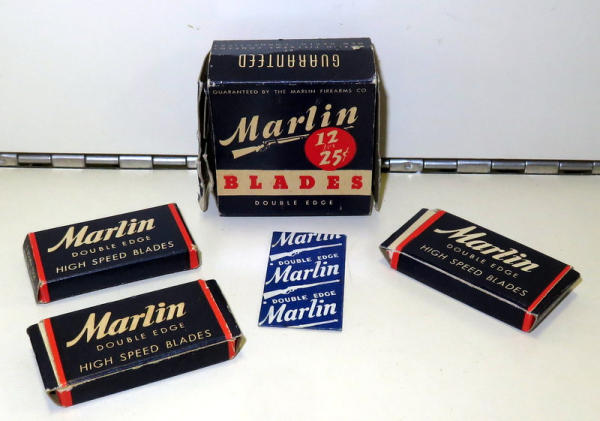 GUARANTEED
GUARANTEED BY THE MARLIN FIREARMS CO
Marlin
12
for
25¢
BLADES
DOUBLE EDGE
Marlin
DOUBLE EDGE
HIGH SPEED BLADES
Marlin
DOUBLE EDGE
HIGH SPEED BLADES
Marlin
DOUBLE EDGE
Marlin
DOUBLE EDGE
Marlin
Marlin
DOUBLE EDGE
HIGH SPEED BLADES